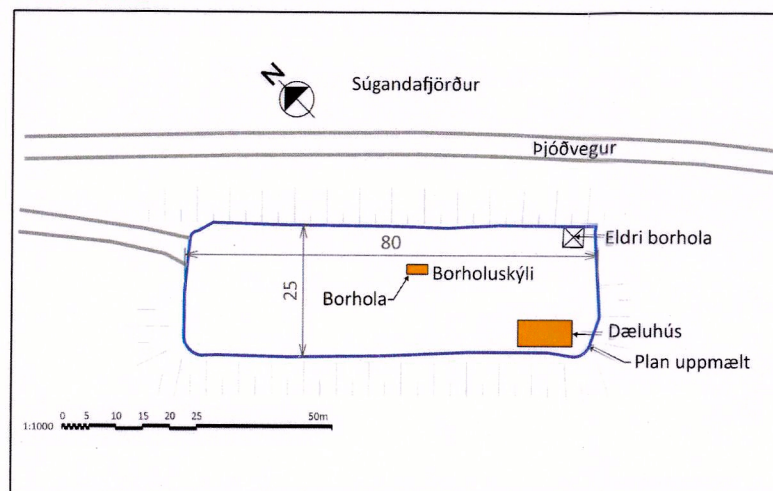 N
Súgandafjörður
Þjóðvegur
80
Eldri borhola
Borholuskýli
25
Borhola
Dæluhús
Plan uppmælt
0 5 10 15 20 25 50m
1:1000